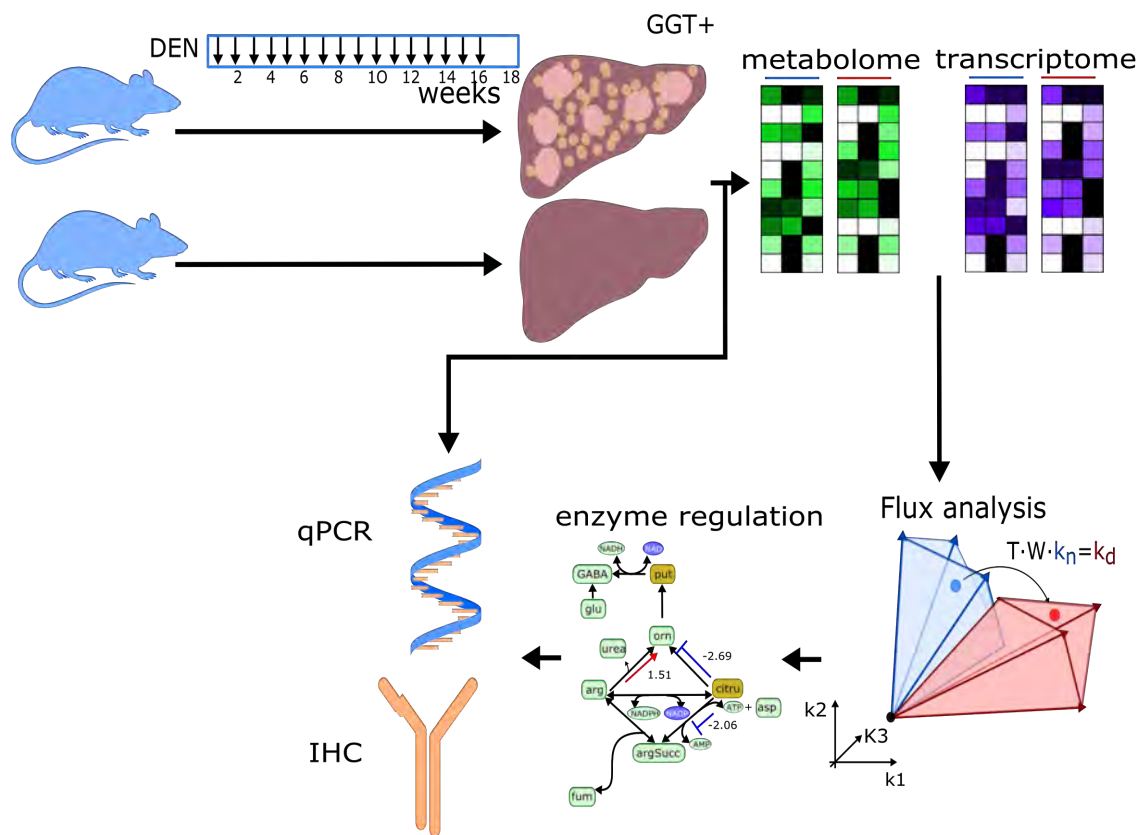 GGT+
DEN
2 4 6 8 10 12 14 16 18
weeks
metabolome transcriptome
Flux analysis
T·W·kn=kd
k2
K3
k1
enzyme regulation
NADH NAD
GABA put
glu
orn
urea
-2.69
1.51
arg citru
NADPH NADP ATP + asp
-2.06
argSucc AMP
fum
qPCR
IHC